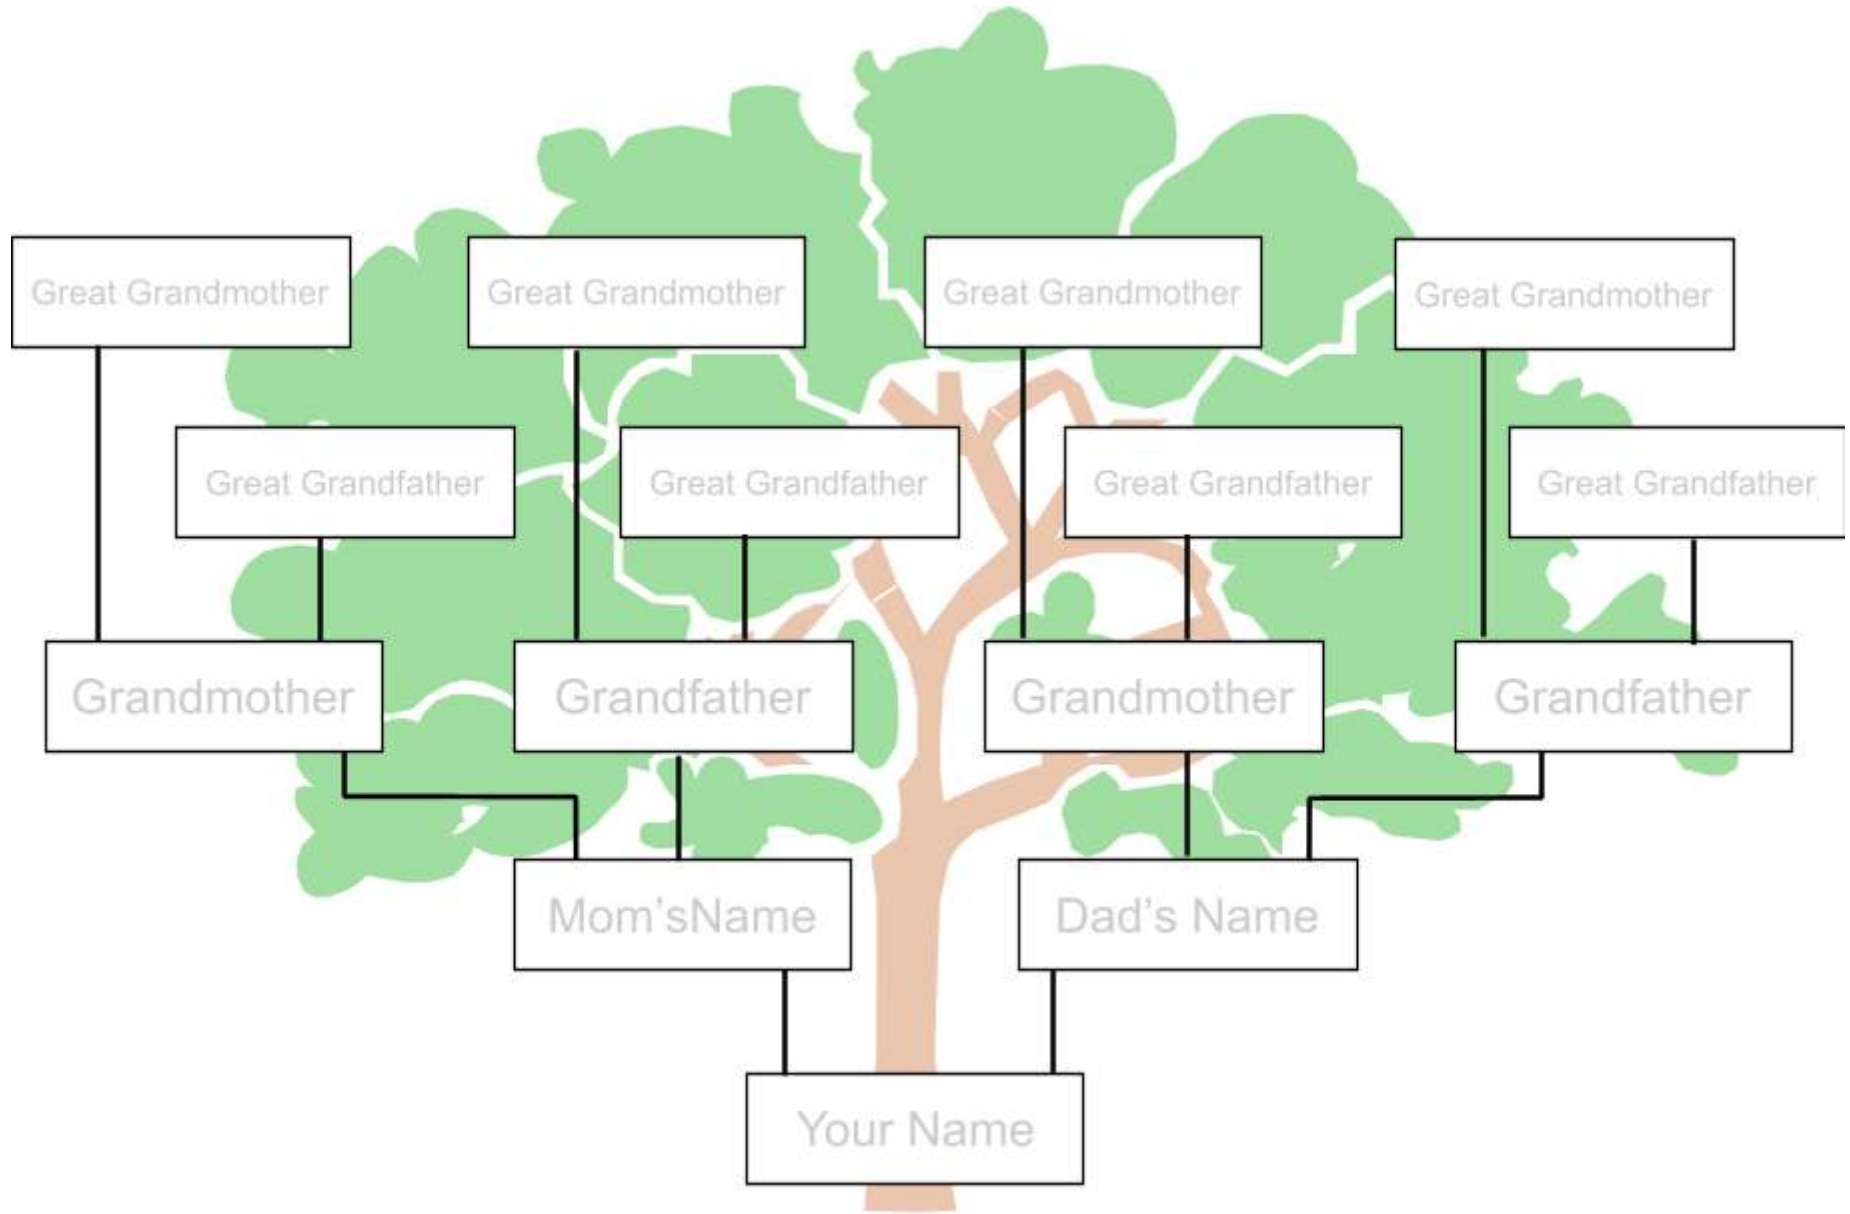 Great Grandmother
Great Grandmother
Great Grandmother
Great Grandmother
Great Grandfather
Great Grandfather
Great Grandfather
Great Grandfather
Grandmother
Grandfather
Grandmother
Grandfather
Mom’sName
Dad’s Name
Your Name